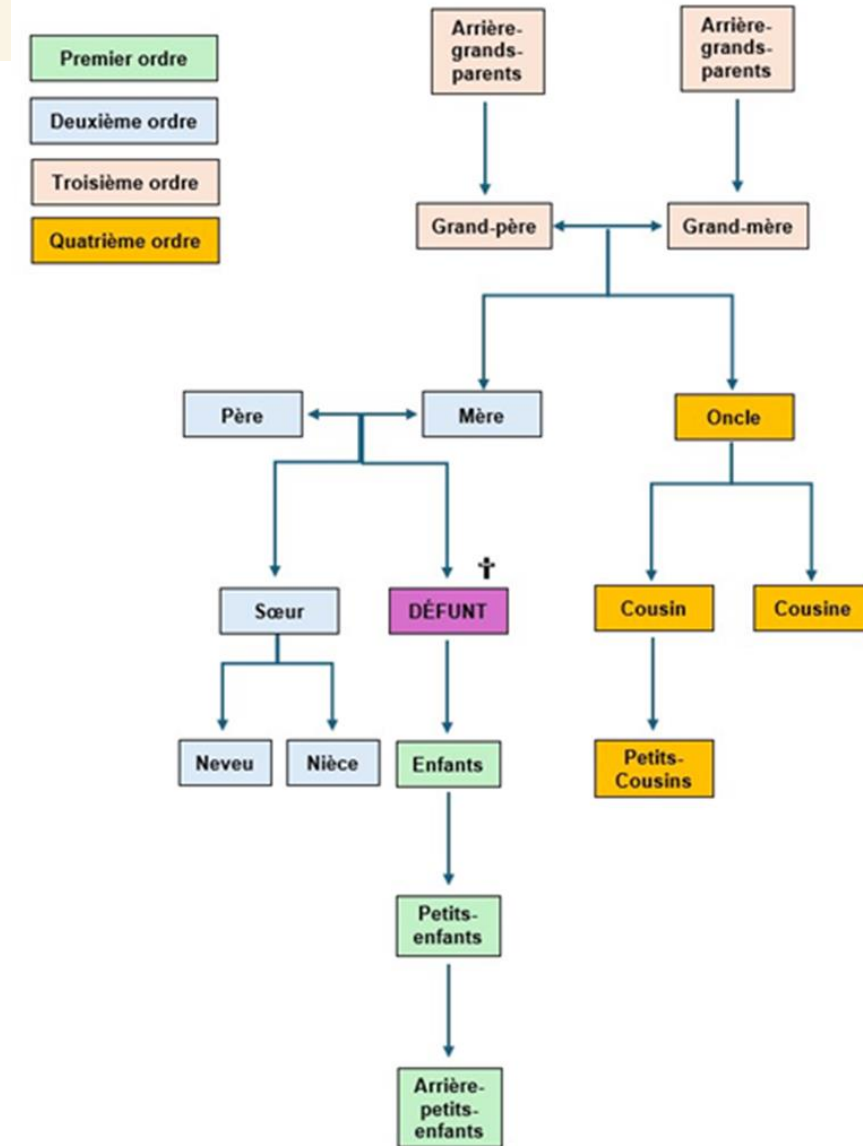 Premier ordre
Deuxième ordre
Troisième ordre
Quatrième ordre
Arrière-
grands-
parents
Arrière-
grands-
parents
Grand-père
Grand-mère
Père
Mère
Oncle
Sœur
DÉFUNT
Cousin
Cousine
Neveu
Nièce
Enfants
Petits-
Cousins
Petits-
enfants
Arrière-
petits-
enfants